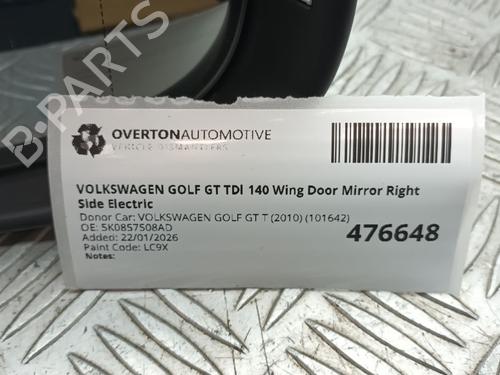 B-PARTS
OVERTONAUTOMOTIVE
VEHICLE DISMANTLERS
VOLKSWAGEN GOLF GT TDI 140 Wing Door Mirror Right
Side Electric
Donor Car: VOLKSWAGEN GOLF GT T (2010) (101642)
OE: 5K0857508AD
Added: 22/01/2026
Paint Code: LC9X
Notes:
476648